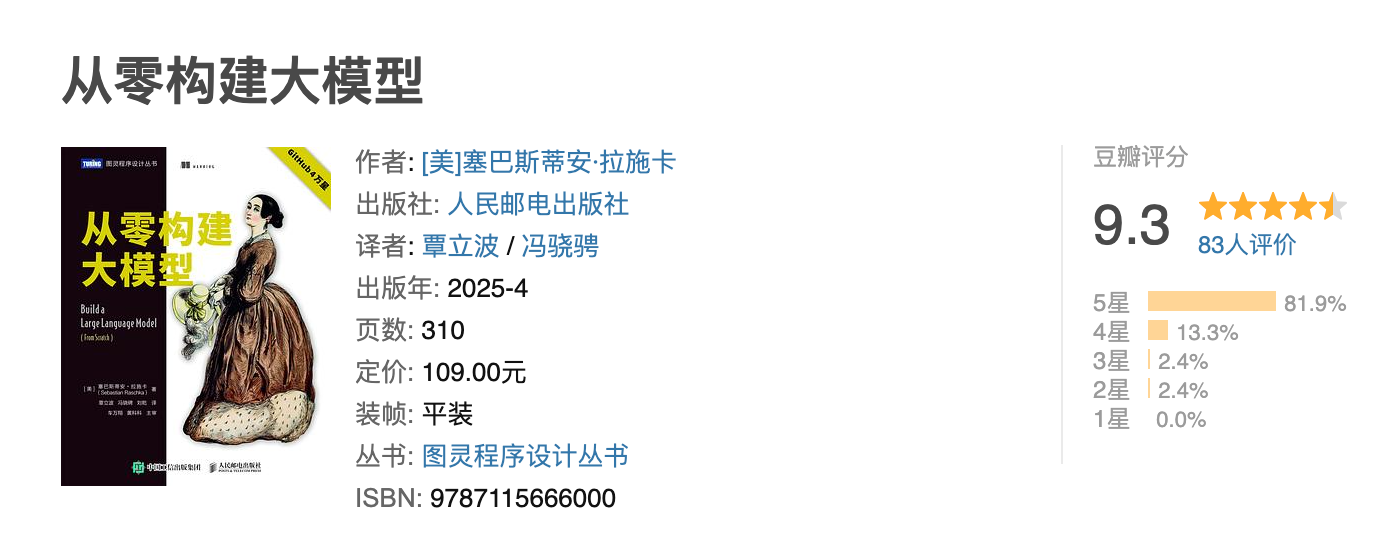 从零构建大模型
TURING 图灵程序设计丛书
MANNING
GitHub 4万星
从零构建
大模型
Build a
Large Language Model
( From Scratch )
[美] 塞巴斯蒂安·拉施卡 著
(Sebastian Raschka)
覃立波 冯骁骋 刘乾 译
车万翔 黄科科 主审
中国工信出版集团
人民邮电出版社
POSTS & TELECOM PRESS
作者: [美]塞巴斯蒂安·拉施卡
出版社: 人民邮电出版社
译者: 覃立波 / 冯骁骋
出版年: 2025-4
页数: 310
定价: 109.00元
装帧: 平装
丛书: 图灵程序设计丛书
ISBN: 9787115666000
豆瓣评分
9.3
83人评价
5星 81.9%
4星 13.3%
3星 2.4%
2星 2.4%
1星 0.0%